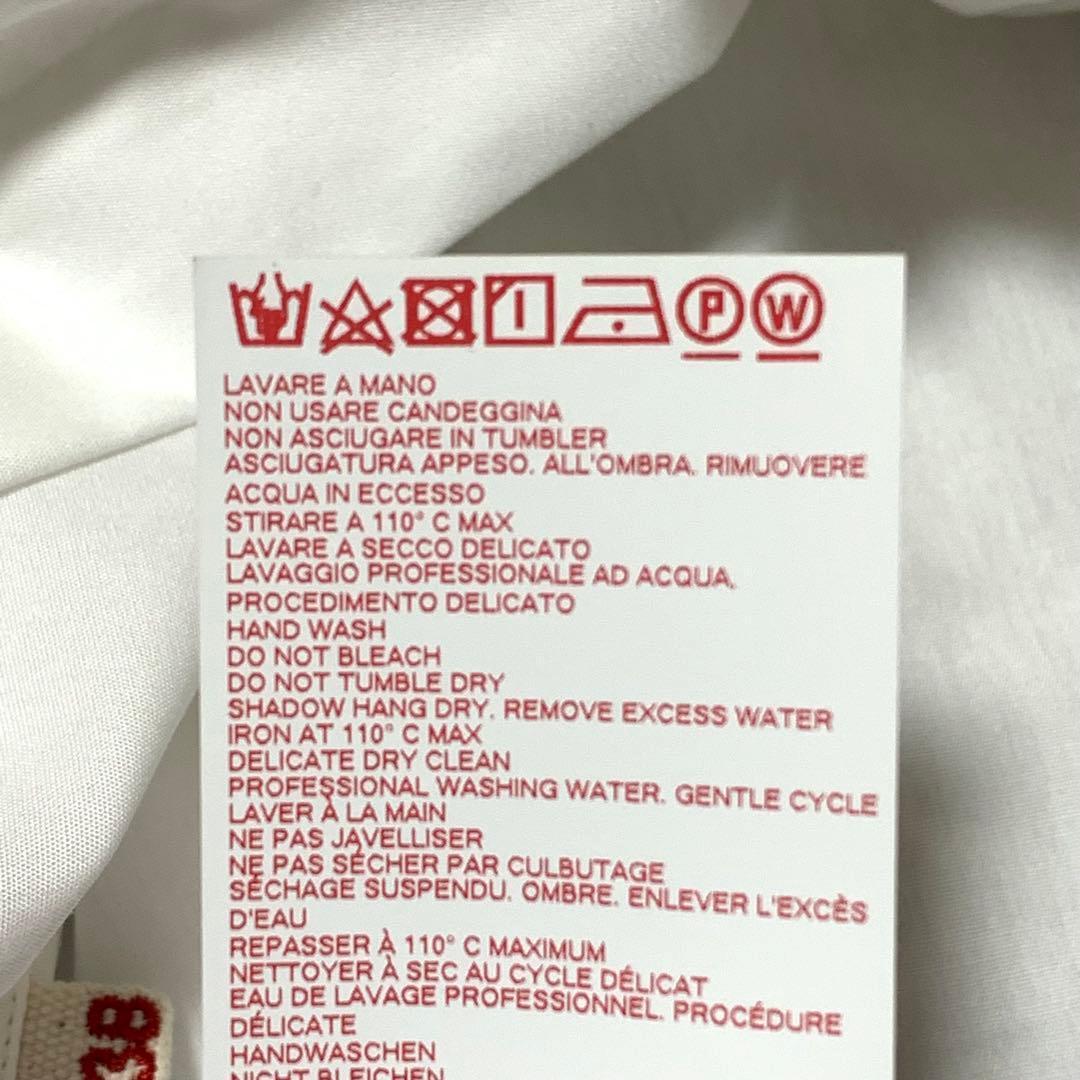 P W
LAVARE A MANO
NON USARE CANDEGGINA
NON ASCIUGARE IN TUMBLER
ASCIUGATURA APPESO. ALL'OMBRA. RIMUOVERE
ACQUA IN ECCESSO
STIRARE A 110° C MAX
LAVARE A SECCO DELICATO
LAVAGGIO PROFESSIONALE AD ACQUA.
PROCEDIMENTO DELICATO
HAND WASH
DO NOT BLEACH
DO NOT TUMBLE DRY
SHADOW HANG DRY. REMOVE EXCESS WATER
IRON AT 110° C MAX
DELICATE DRY CLEAN
PROFESSIONAL WASHING WATER. GENTLE CYCLE
LAVER À LA MAIN
NE PAS JAVELLISER
NE PAS SÉCHER PAR CULBUTAGE
SÉCHAGE SUSPENDU. OMBRE. ENLEVER L'EXCÈS
D'EAU
REPASSER À 110° C MAXIMUM
NETTOYER À SEC AU CYCLE DÉLICAT
EAU DE LAVAGE PROFESSIONNEL. PROCÉDURE
DÉLICATE
HANDWASCHEN
NICHT BLEICHEN
38